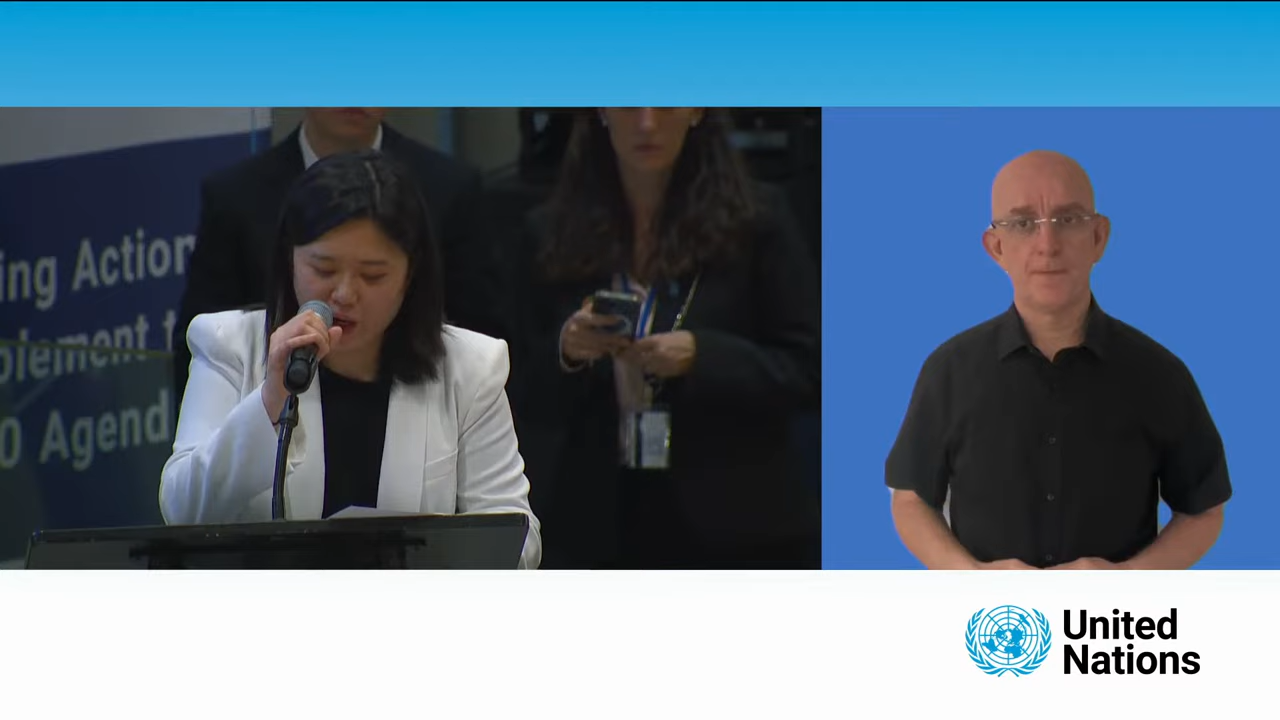 ing Action
plement t
0 Agend
United
Nations